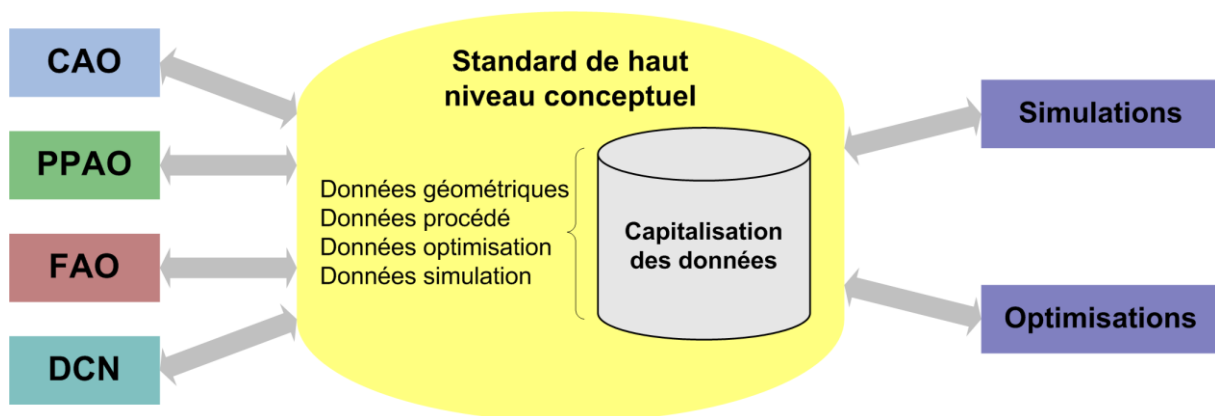 CAO
PPAO
FAO
DCN
Standard de haut
niveau conceptuel
Données géométriques
Données procédé
Données optimisation
Données simulation
Capitalisation
des données
Simulations
Optimisations